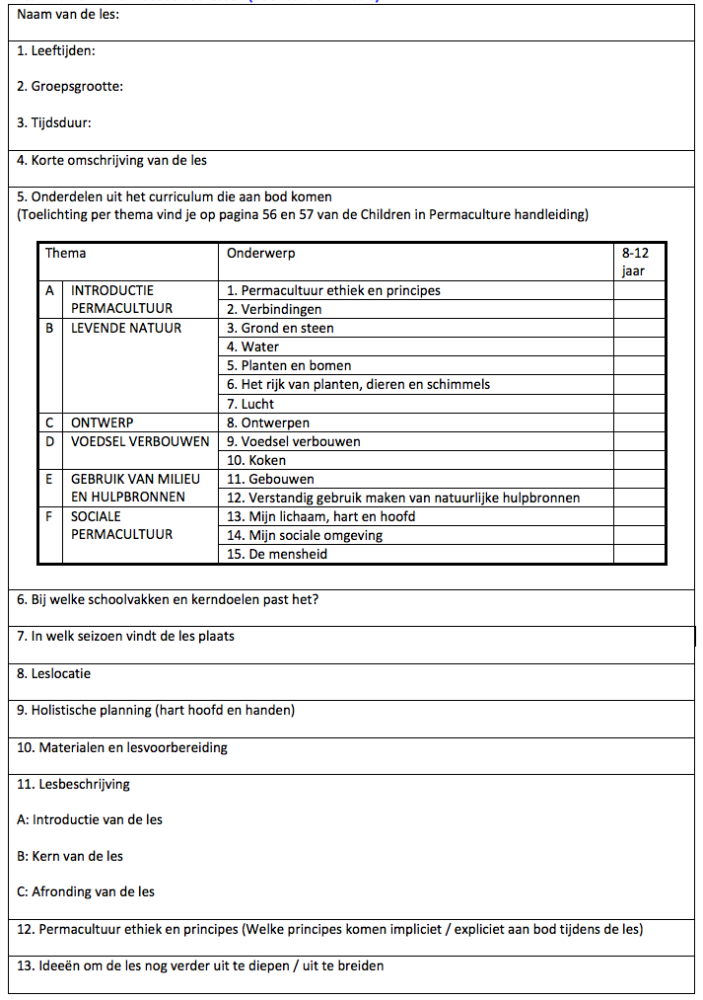 Naam van de les:
1. Leeftijden:
2. Groepsgrootte:
3. Tijdsduur:
4. Korte omschrijving van de les
5. Onderdelen uit het curriculum die aan bod komen
(Toelichting per thema vind je op pagina 56 en 57 van de Children in Permaculture handleiding)
Thema Onderwerp 8-12
jaar
A INTRODUCTIE 1. Permacultuur ethiek en principes
PERMACULTUUR 2. Verbindingen
B LEVENDE NATUUR 3. Grond en steen
4. Water
5. Planten en bomen
6. Het rijk van planten, dieren en schimmels
7. Lucht
C ONTWERP 8. Ontwerpen
D VOEDSEL VERBOUWEN 9. Voedsel verbouwen
10. Koken
E GEBRUIK VAN MILIEU 11. Gebouwen
EN HULPBRONNEN 12. Verstandig gebruik maken van natuurlijke hulpbronnen
F SOCIALE 13. Mijn lichaam, hart en hoofd
PERMACULTUUR 14. Mijn sociale omgeving
15. De mensheid
6. Bij welke schoolvakken en kerndoelen past het?
7. In welk seizoen vindt de les plaats
8. Leslocatie
9. Holistische planning (hart hoofd en handen)
10. Materialen en lesvoorbereiding
11. Lesbeschrijving
A: Introductie van de les
B: Kern van de les
C: Afronding van de les
12. Permacultuur ethiek en principes (Welke principes komen impliciet / expliciet aan bod tijdens de les)
13. Ideeën om de les nog verder uit te diepen / uit te breiden